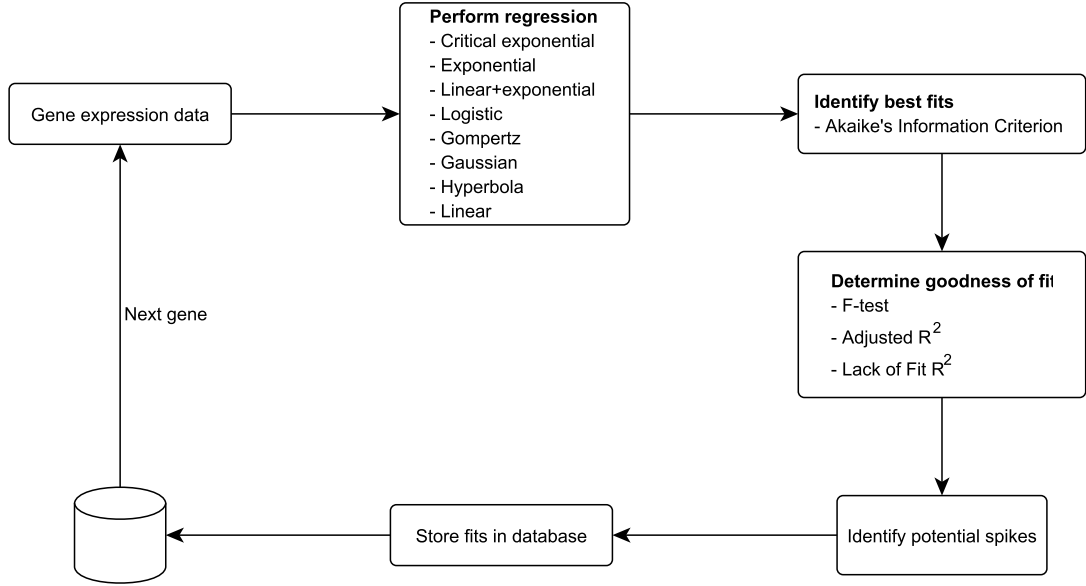 Gene expression data
Perform regression
- Critical exponential
- Exponential
- Linear+exponential
- Logistic
- Gompertz
- Gaussian
- Hyperbola
- Linear
Identify best fits
- Akaike's Information Criterion
Determine goodness of fit
- F-test
- Adjusted R²
- Lack of Fit R²
Next gene
Store fits in database
Identify potential spikes